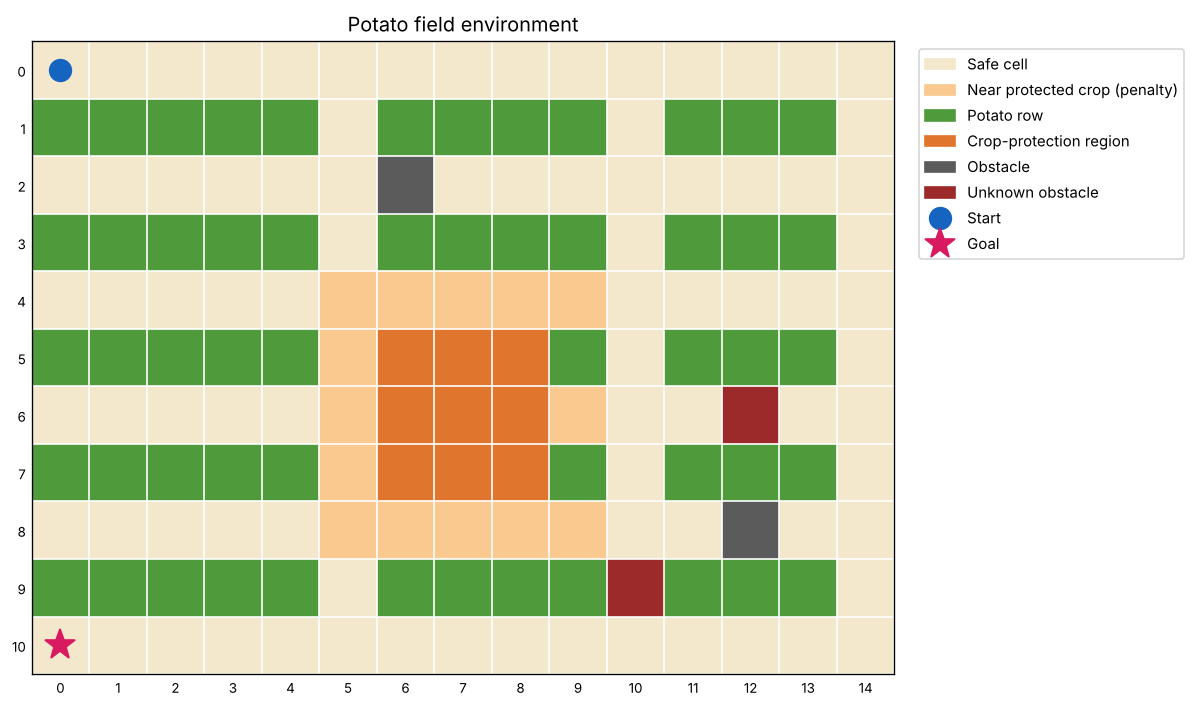 Potato field environment
0
1
2
3
4
5
6
7
8
9
10
0 1 2 3 4 5 6 7 8 9 10 11 12 13 14
Safe cell
Near protected crop (penalty)
Potato row
Crop-protection region
Obstacle
Unknown obstacle
Start
Goal